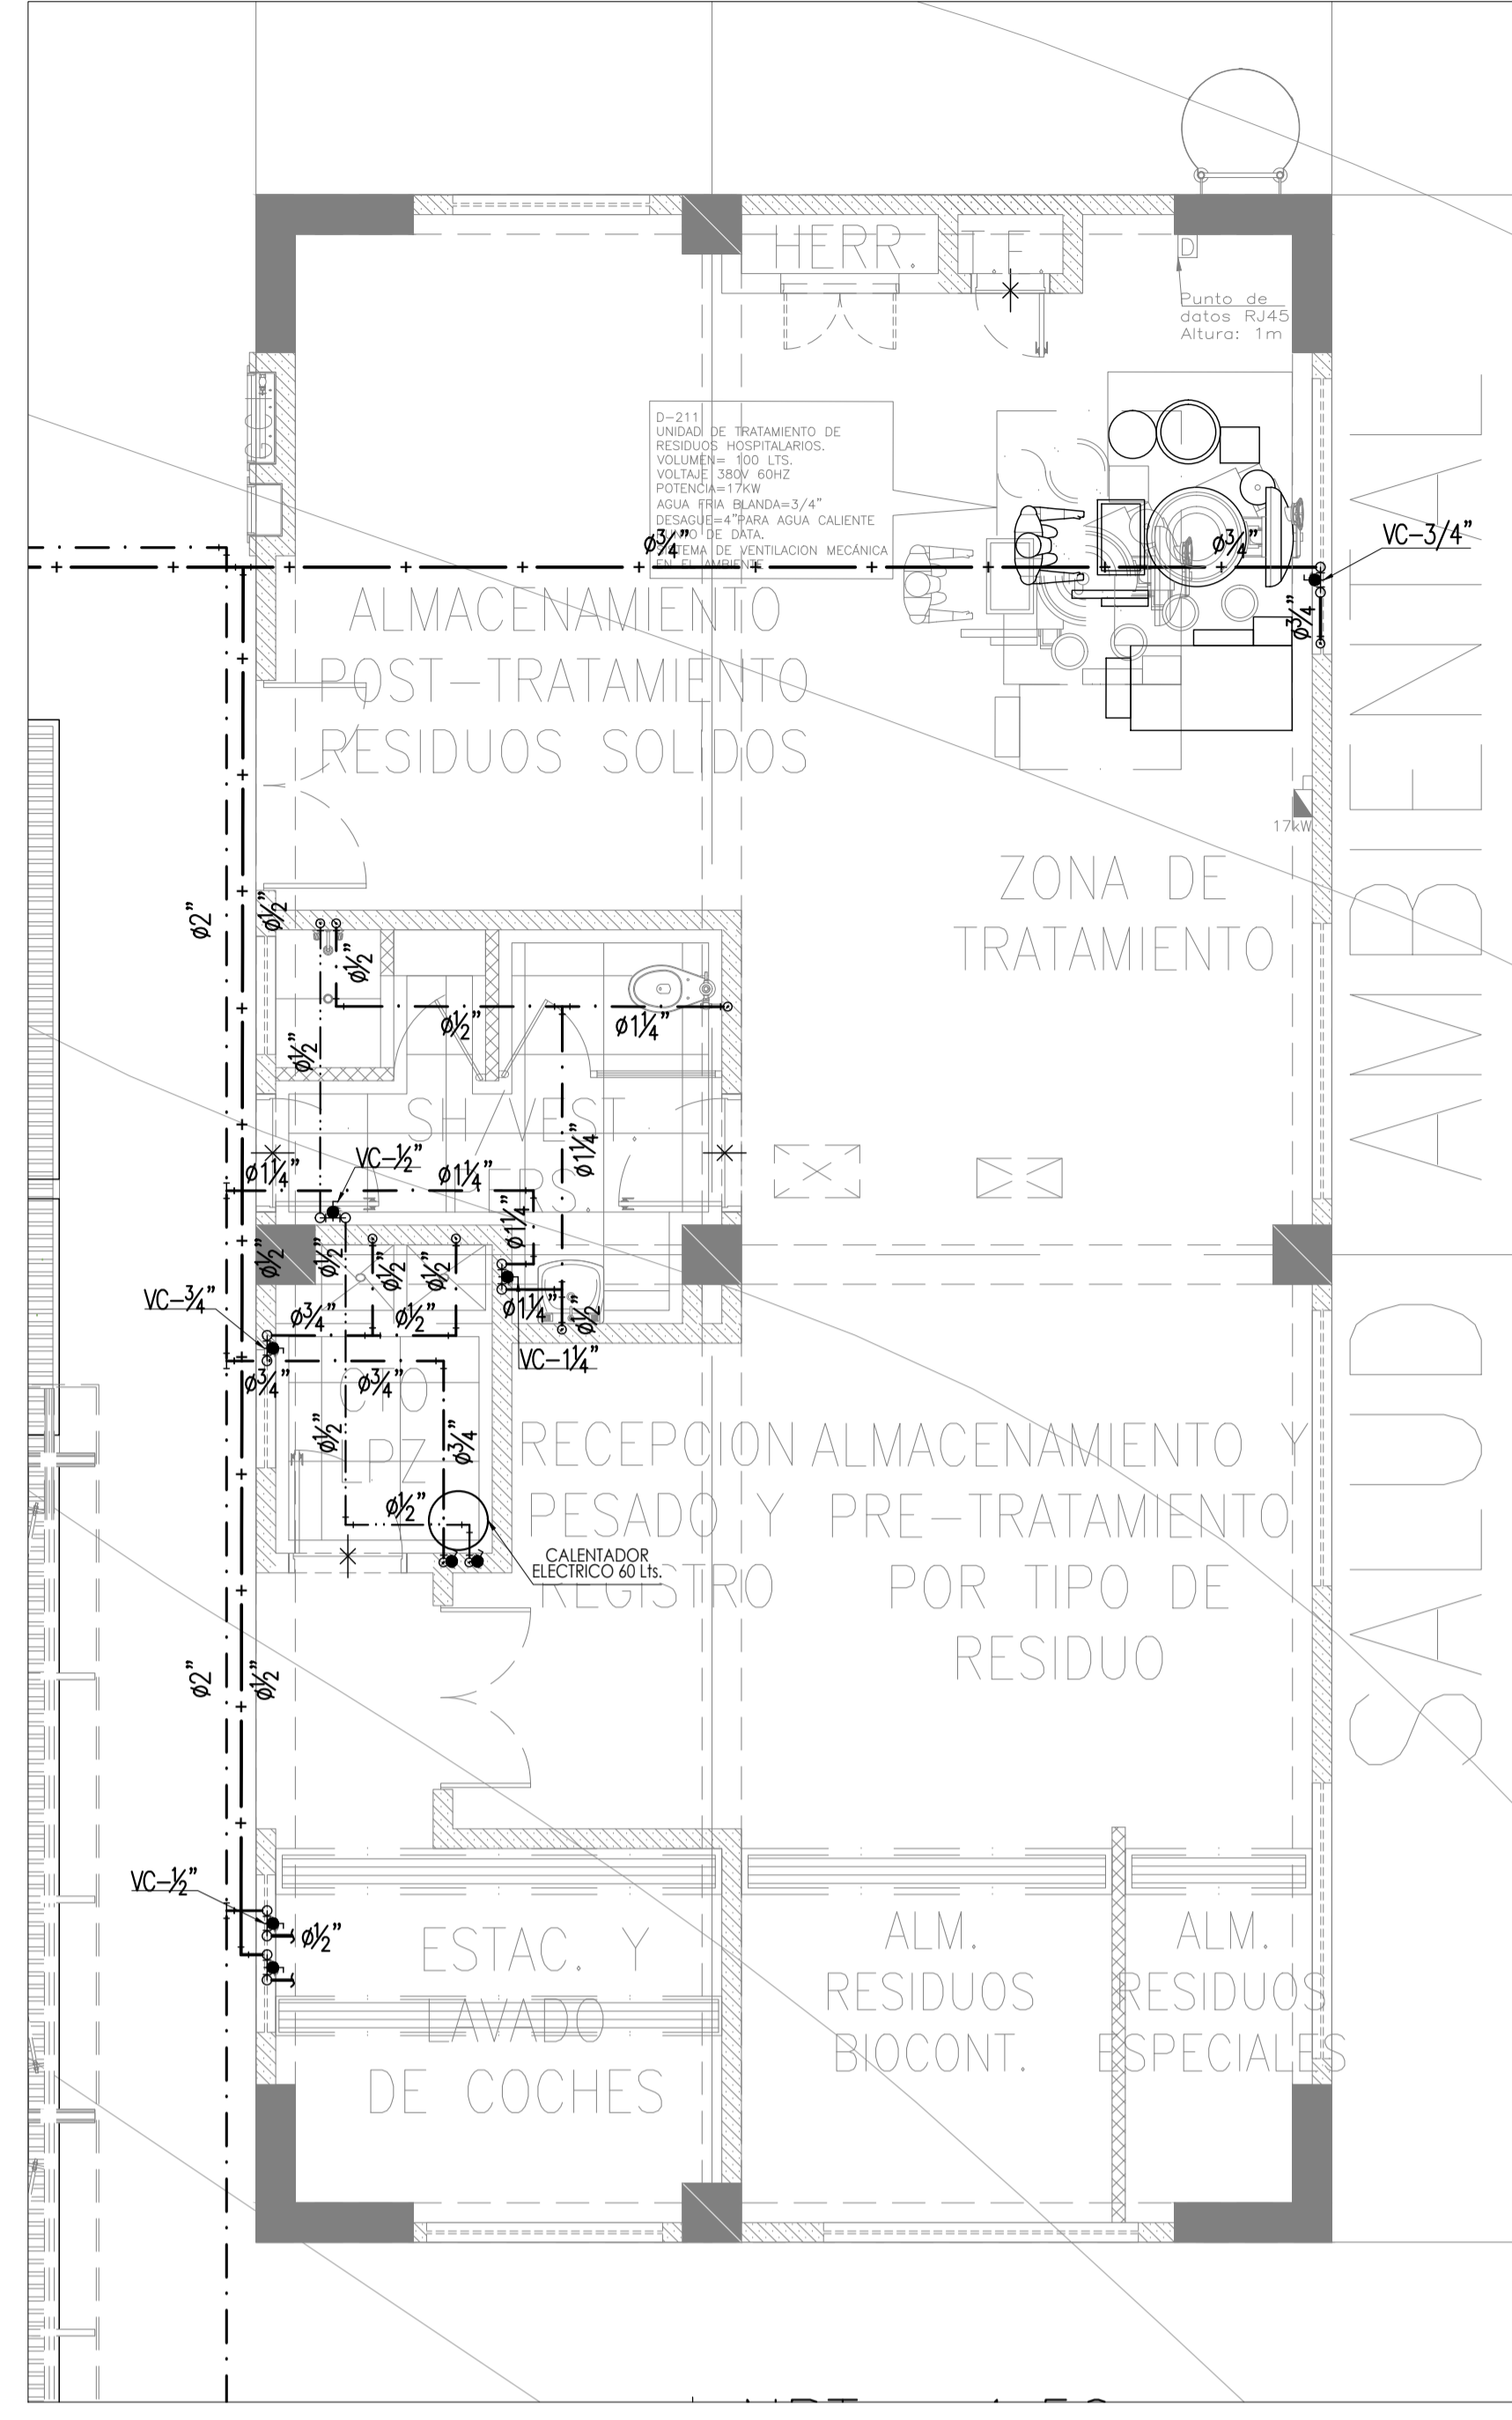 HERR.
T.E.
D
Punto de
datos RJ45
Altura: 1m
D-211
UNIDAD DE TRATAMIENTO DE
RESIDUOS HOSPITALARIOS.
VOLUMEN= 100 LTS.
VOLTAJE 380V 60HZ
POTENCIA=17KW
AGUA FRIA BLANDA=3/4"
DESAGUE=4"PARA AGUA CALIENTE
PUNTO DE DATA.
SISTEMA DE VENTILACION MECÁNICA
EN EL AMBIENTE
ø3/4"
ø3/4"
VC-3/4"
ø3/4"
ALMACENAMIENTO
POST-TRATAMIENTO
RESIDUOS SOLIDOS
17kW
ZONA DE
TRATAMIENTO
SALUD AMBIENTAL
ø2"
ø1/2"
ø1/2"
ø1/2"
ø1 1/4"
ø1/2"
SH VEST.
PERS.
ø1 1/4"
VC-1/2"
ø1 1/4"
ø1 1/4"
ø1 1/4"
ø1/2"
ø1/2"
ø1/2"
ø1/2"
VC-3/4"
ø3/4"
ø1/2"
ø1 1/4"
ø1/2"
VC-1 1/4"
ø3/4"
ø3/4"
CTO
LPZ
ø1/2"
ø3/4"
ø1/2"
CALENTADOR
ELECTRICO 60 Lts.
RECEPCION
PESADO Y
REGISTRO
ALMACENAMIENTO Y
PRE-TRATAMIENTO
POR TIPO DE
RESIDUO
ø2"
ø1/2"
VC-1/2"
ø1/2"
ESTAC. Y
LAVADO
DE COCHES
ALM.
RESIDUOS
BIOCONT.
ALM.
RESIDUOS
ESPECIALES